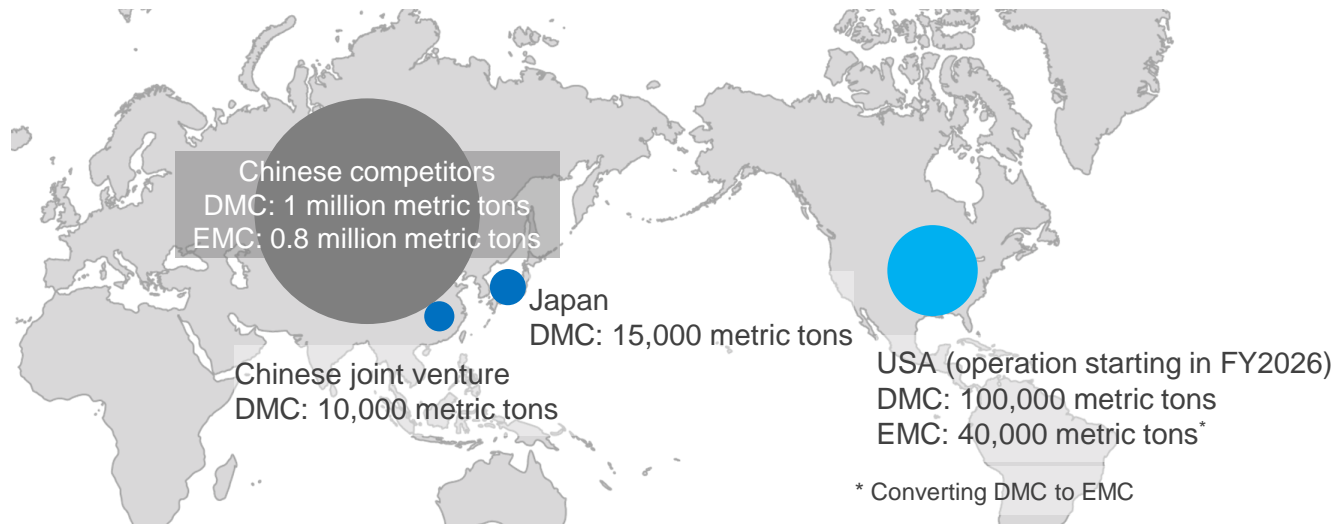 Chinese competitors
DMC: 1 million metric tons
EMC: 0.8 million metric tons
Japan
DMC: 15,000 metric tons
Chinese joint venture
DMC: 10,000 metric tons
USA (operation starting in FY2026)
DMC: 100,000 metric tons
EMC: 40,000 metric tons*
* Converting DMC to EMC